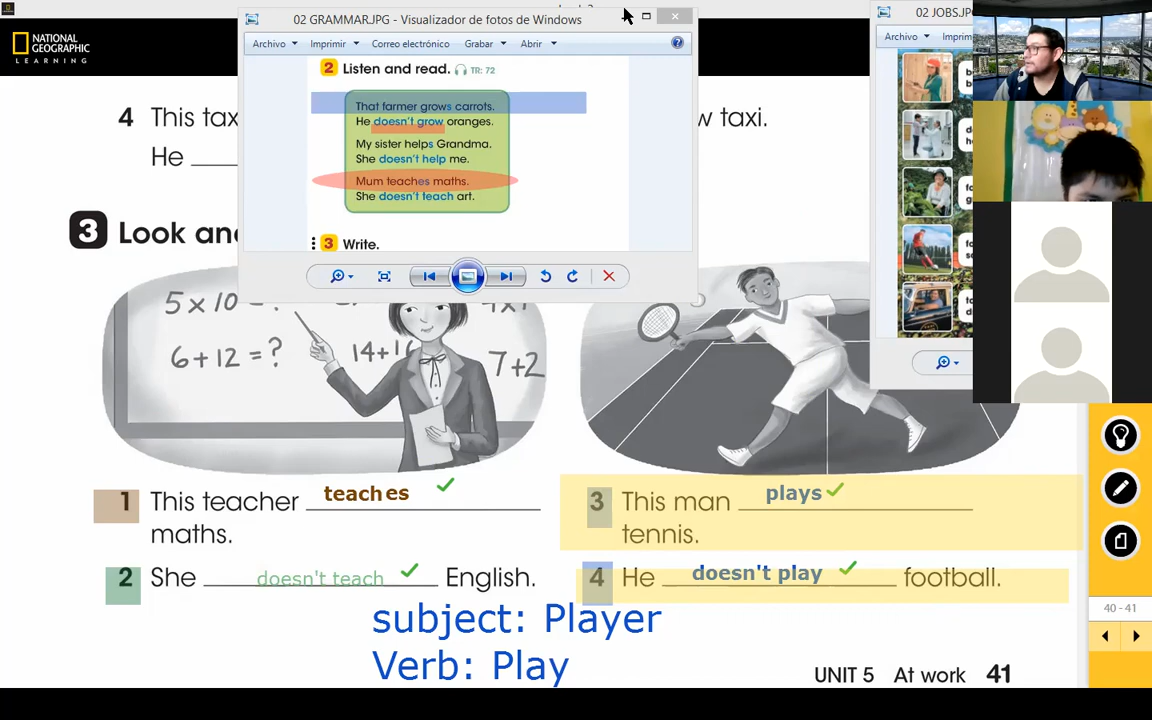 NATIONAL
GEOGRAPHIC
LEARNING
02 GRAMMAR.JPG - Visualizador de fotos de Windows
Archivo Imprimir Correo electrónico Grabar Abrir
2 Listen and read. TR: 72
That farmer grows carrots.
He doesn't grow oranges.
My sister helps Grandma.
She doesn't help me.
Mum teaches maths.
She doesn't teach art.
3 Write.
02 JOBS.JP
Archivo Imprim
4 This tax
w taxi.
He
3 Look an
5 x 10 = ?
6 + 12 = ?
14+16
4x1
7+2
1 This teacher teaches
maths.
2 She doesn't teach English.
3 This man plays
tennis.
4 He doesn't play football.
subject: Player
Verb: Play
UNIT 5 At work 41
40 - 41